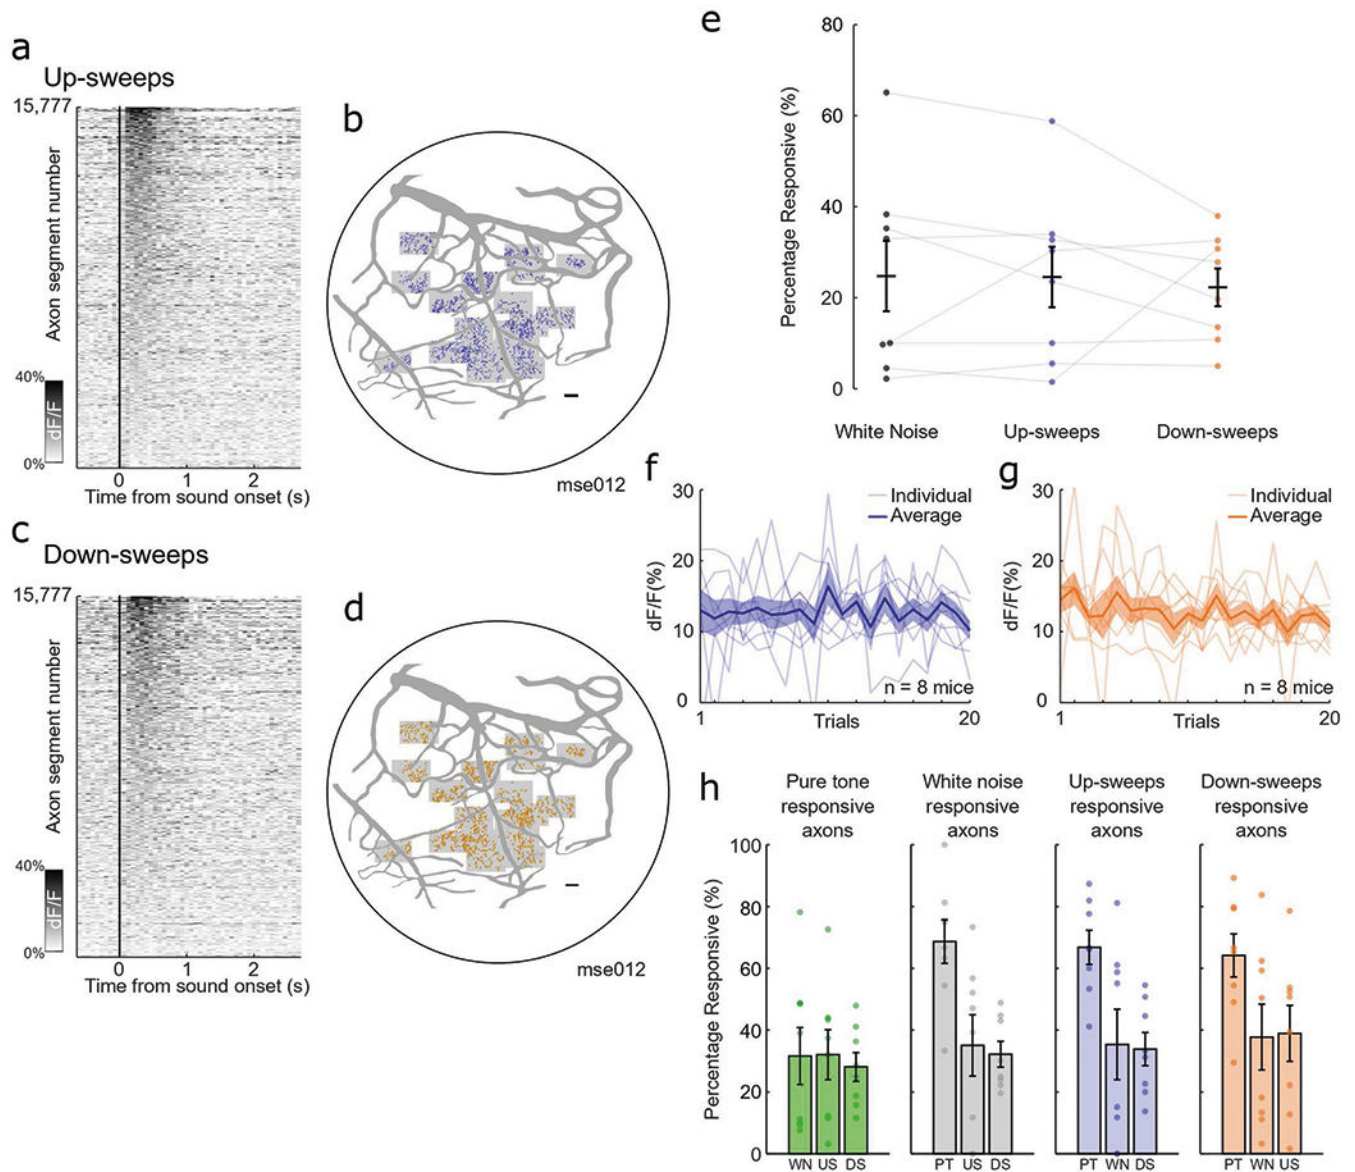 a
Up-sweeps
15,777
Axon segment number
40%
dF/F
0%
0 1 2
Time from sound onset (s)
b
mse012
c
Down-sweeps
15,777
Axon segment number
40%
dF/F
0%
0 1 2
Time from sound onset (s)
d
mse012
e
80
60
40
20
0
Percentage Responsive (%)
White Noise Up-sweeps Down-sweeps
f
30
20
10
0
dF/F(%)
Individual
Average
n = 8 mice
1 20
Trials
g
30
20
10
0
dF/F(%)
Individual
Average
n = 8 mice
1 20
Trials
h
Pure tone
responsive
axons
White noise
responsive
axons
Up-sweeps
responsive
axons
Down-sweeps
responsive
axons
100
80
60
40
20
0
Percentage Responsive (%)
WN US DS
PT US DS
PT WN DS
PT WN US